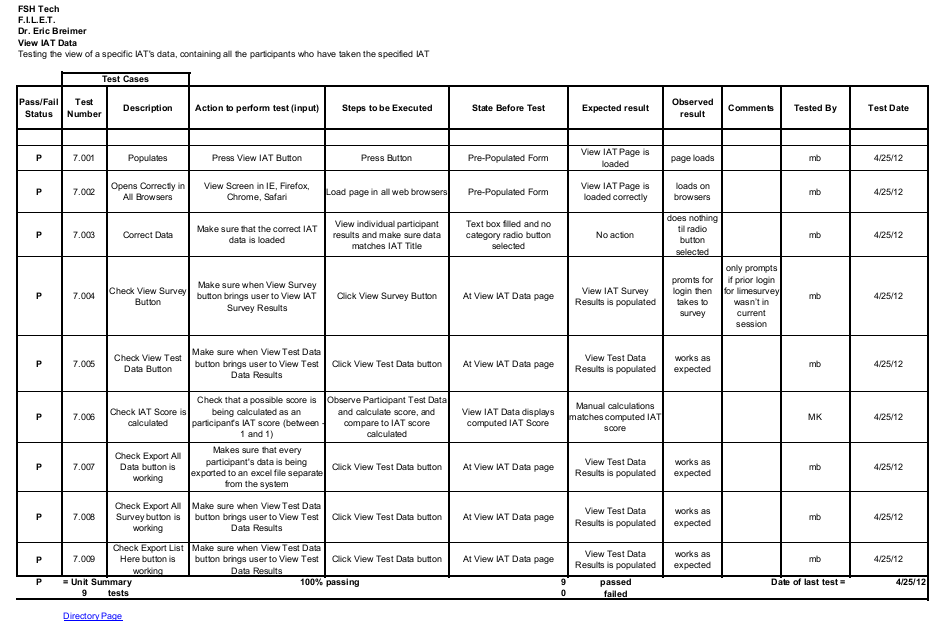 FSH Tech
F.I.L.E.T.
Dr. Eric Breimer
View IAT Data
Testing the view of a specific IAT's data, containing all the participants who have taken the specified IAT
Test Cases
Pass/Fail Status	Test Number	Description	Action to perform test (input)	Steps to be Executed	State Before Test	Expected result	Observed result	Comments	Tested By	Test Date
P	7.001	Populates	Press View IAT Button	Press Button	Pre-Populated Form	View IAT Page is loaded	page loads		mb	4/25/12
P	7.002	Opens Correctly in All Browsers	View Screen in IE, Firefox, Chrome, Safari	Load page in all web browsers	Pre-Populated Form	View IAT Page is loaded correctly	loads on browsers		mb	4/25/12
P	7.003	Correct Data	Make sure that the correct IAT data is loaded	View individual participant results and make sure data matches IAT Title	Text box filled and no category radio button selected	No action	does nothing til radio button selected		mb	4/25/12
P	7.004	Check View Survey Button	Make sure when View Survey button brings user to View IAT Survey Results	Click View Survey Button	At View IAT Data page	View IAT Survey Results is populated	promts for login then takes to survey	only prompts if prior login for limesurvey wasn't in current session	mb	4/25/12
P	7.005	Check View Test Data Button	Make sure when View Test Data button brings user to View Test Data Results	Click View Test Data button	At View IAT Data page	View Test Data Results is populated	works as expected		mb	4/25/12
P	7.006	Check IAT Score is calculated	Check that a possible score is being calculated as an participant's IAT score (between -1 and 1)	Observe Participant Test Data and calculate score, and compare to IAT score calculated	View IAT Data displays computed IAT Score	Manual calculations matches computed IAT score			MK	4/25/12
P	7.007	Check Export All Data button is working	Makes sure that every participant's data is being exported to an excel file separate from the system	Click View Test Data button	At View IAT Data page	View Test Data Results is populated	works as expected		mb	4/25/12
P	7.008	Check Export All Survey button is working	Make sure when View Test Data button brings user to View Test Data Results	Click View Test Data button	At View IAT Data page	View Test Data Results is populated	works as expected		mb	4/25/12
P	7.009	Check Export List Here button is working	Make sure when View Test Data button brings user to View Test Data Results	Click View Test Data button	At View IAT Data page	View Test Data Results is populated	works as expected		mb	4/25/12
P	= Unit Summary	100% passing	9	passed	Date of last test =	4/25/12
9	tests	0	failed
Directory Page